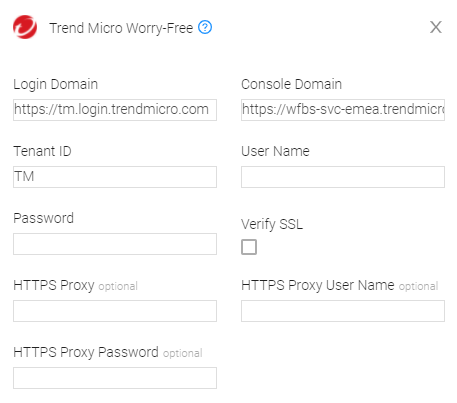 Trend Micro Worry-Free ? X
Login Domain
https://tm.login.trendmicro.com
Console Domain
https://wfbs-svc-emea.trendmicro
Tenant ID
TM
User Name
Password
Verify SSL
HTTPS Proxy optional
HTTPS Proxy User Name optional
HTTPS Proxy Password optional